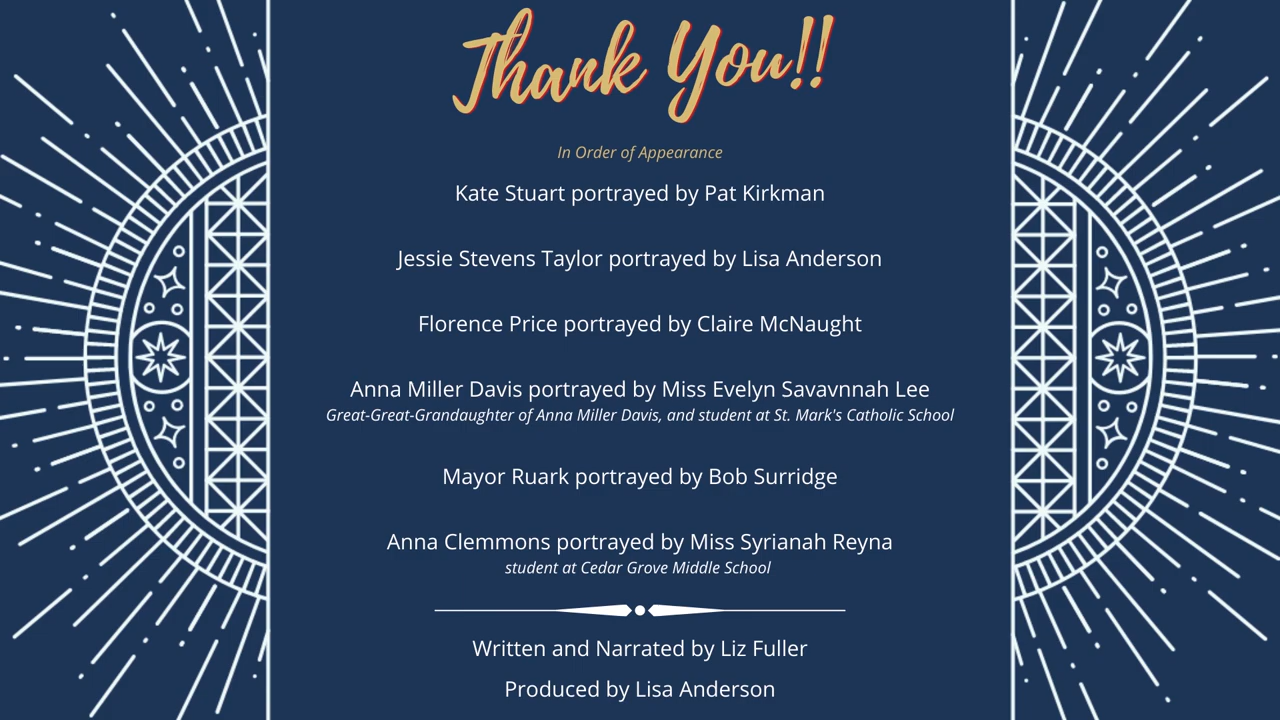 Thank You!!
In Order of Appearance
Kate Stuart portrayed by Pat Kirkman
Jessie Stevens Taylor portrayed by Lisa Anderson
Florence Price portrayed by Claire McNaught
Anna Miller Davis portrayed by Miss Evelyn Savavnnah Lee
Great-Great-Grandaughter of Anna Miller Davis, and student at St. Mark's Catholic School
Mayor Ruark portrayed by Bob Surridge
Anna Clemmons portrayed by Miss Syrianah Reyna
student at Cedar Grove Middle School
Written and Narrated by Liz Fuller
Produced by Lisa Anderson